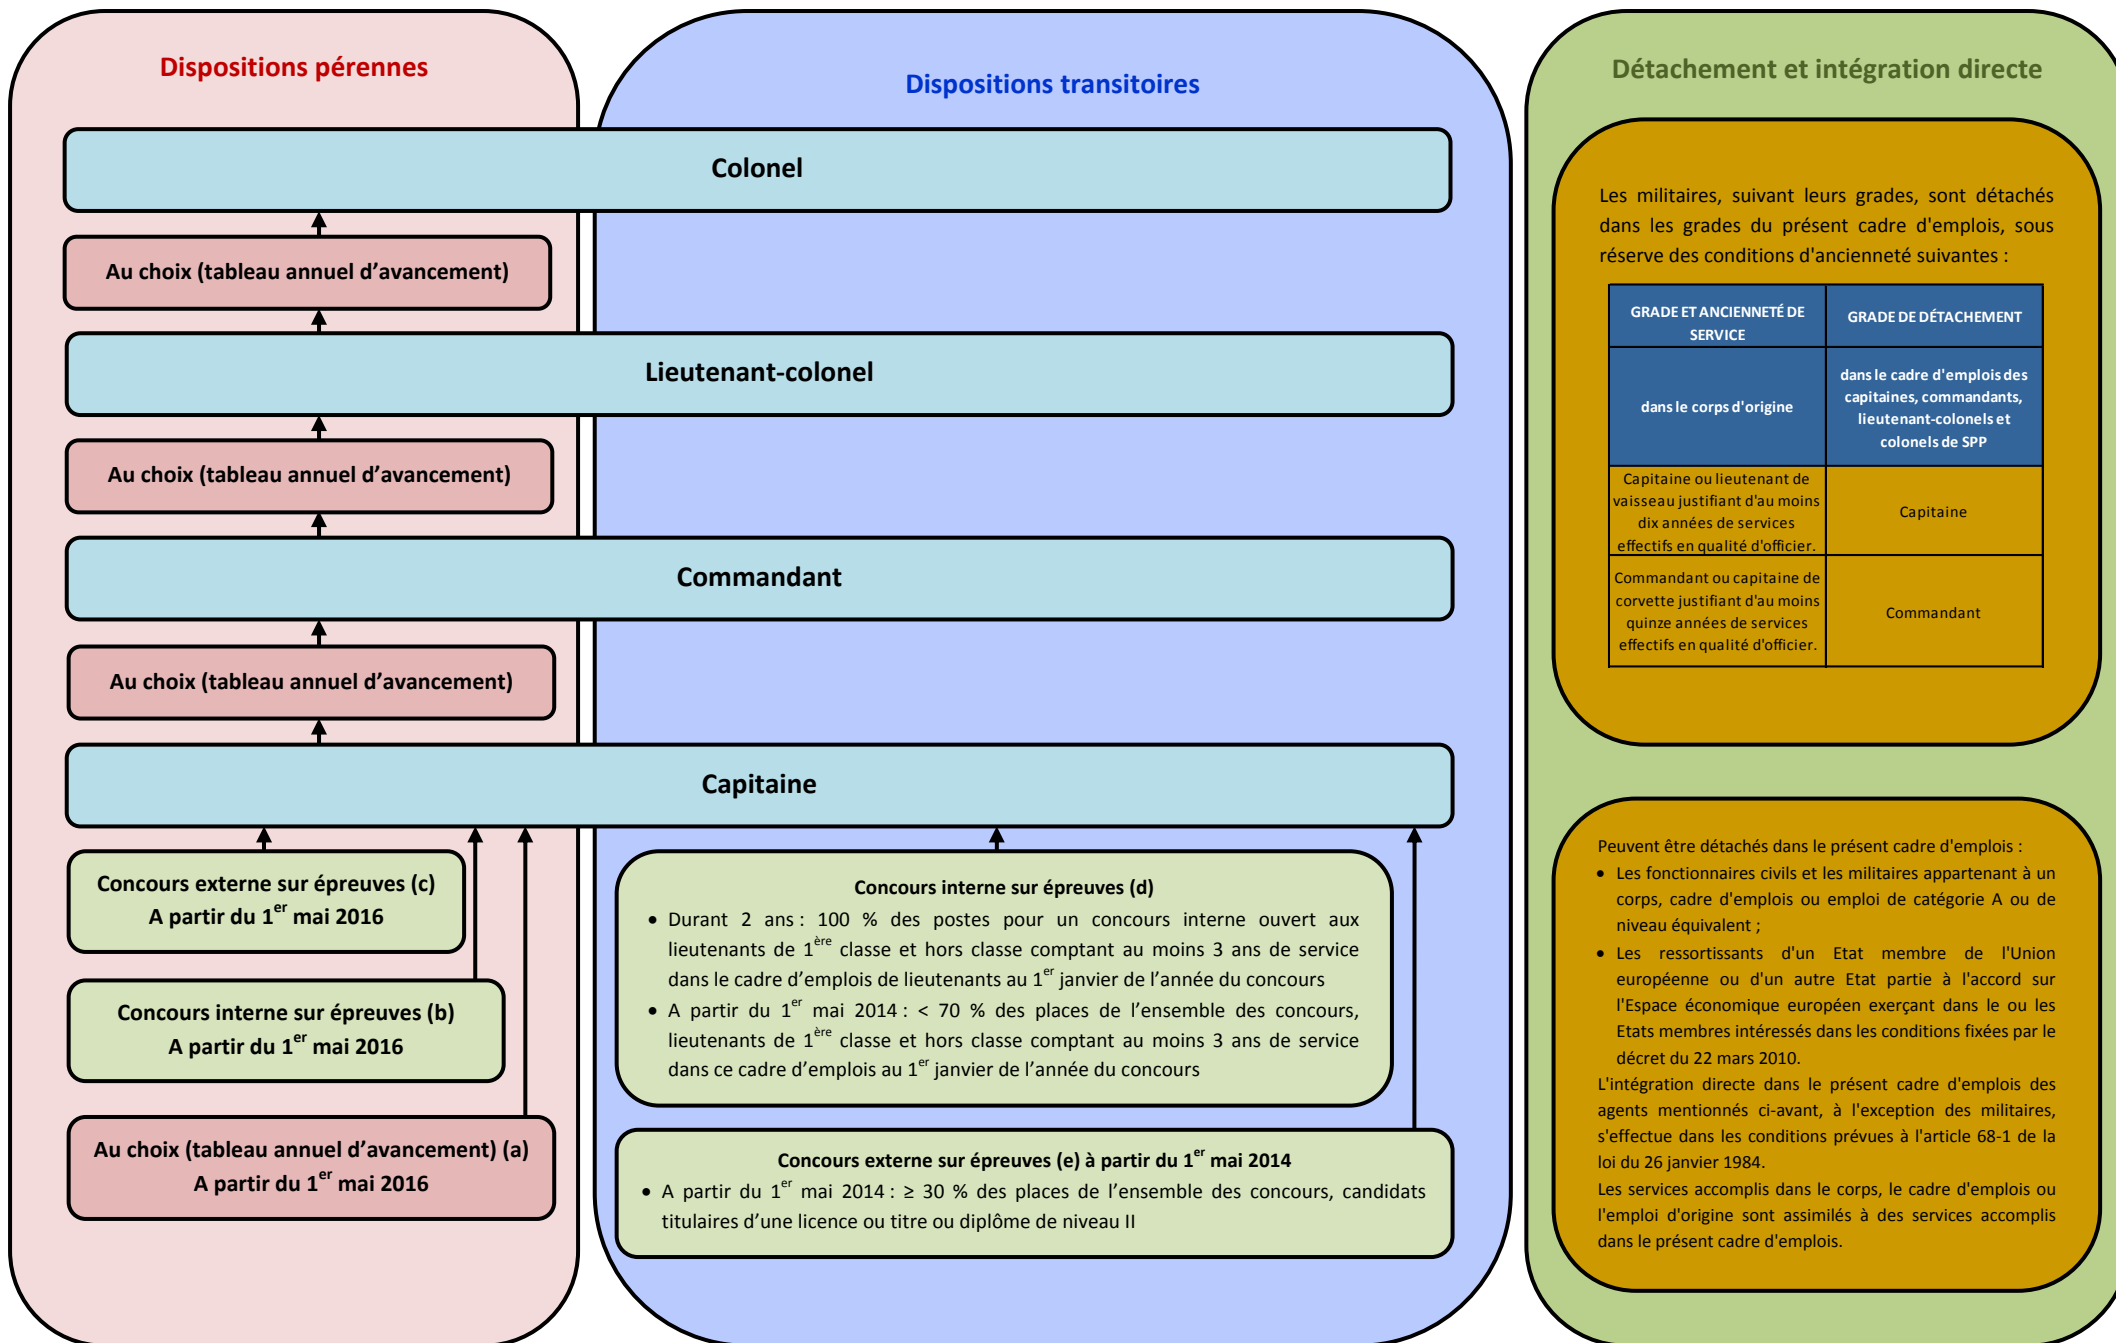 Dispositions pérennes
Colonel
Au choix (tableau annuel d’avancement)
Lieutenant-colonel
Au choix (tableau annuel d’avancement)
Commandant
Au choix (tableau annuel d’avancement)
Capitaine
Concours externe sur épreuves (c)
A partir du 1er mai 2016
Concours interne sur épreuves (b)
A partir du 1er mai 2016
Au choix (tableau annuel d’avancement) (a)
A partir du 1er mai 2016
Dispositions transitoires
Concours interne sur épreuves (d)
• Durant 2 ans : 100 % des postes pour un concours interne ouvert aux
lieutenants de 1ère classe et hors classe comptant au moins 3 ans de service
dans le cadre d’emplois de lieutenants au 1er janvier de l’année du concours
• A partir du 1er mai 2014 : < 70 % des places de l’ensemble des concours,
lieutenants de 1ère classe et hors classe comptant au moins 3 ans de service
dans ce cadre d’emplois au 1er janvier de l’année du concours
Concours externe sur épreuves (e) à partir du 1er mai 2014
• A partir du 1er mai 2014 : ≥ 30 % des places de l’ensemble des concours, candidats
titulaires d’une licence ou titre ou diplôme de niveau II
Détachement et intégration directe
Les militaires, suivant leurs grades, sont détachés
dans les grades du présent cadre d'emplois, sous
réserve des conditions d'ancienneté suivantes :
GRADE ET ANCIENNETÉ DE
SERVICE
GRADE DE DÉTACHEMENT
dans le corps d'origine
dans le cadre d'emplois des
capitaines, commandants,
lieutenant-colonels et
colonels de SPP
Capitaine ou lieutenant de
vaisseau justifiant d'au moins
dix années de services
effectifs en qualité d'officier.
Capitaine
Commandant ou capitaine de
corvette justifiant d'au moins
quinze années de services
effectifs en qualité d'officier.
Commandant
Peuvent être détachés dans le présent cadre d'emplois :
• Les fonctionnaires civils et les militaires appartenant à un
corps, cadre d'emplois ou emploi de catégorie A ou de
niveau équivalent ;
• Les ressortissants d'un Etat membre de l'Union
européenne ou d'un autre Etat partie à l'accord sur
l'Espace économique européen exerçant dans le ou les
Etats membres intéressés dans les conditions fixées par le
décret du 22 mars 2010.
L'intégration directe dans le présent cadre d'emplois des
agents mentionnés ci-avant, à l'exception des militaires,
s'effectue dans les conditions prévues à l'article 68-1 de la
loi du 26 janvier 1984.
Les services accomplis dans le corps, le cadre d'emplois ou
l'emploi d'origine sont assimilés à des services accomplis
dans le présent cadre d'emplois.